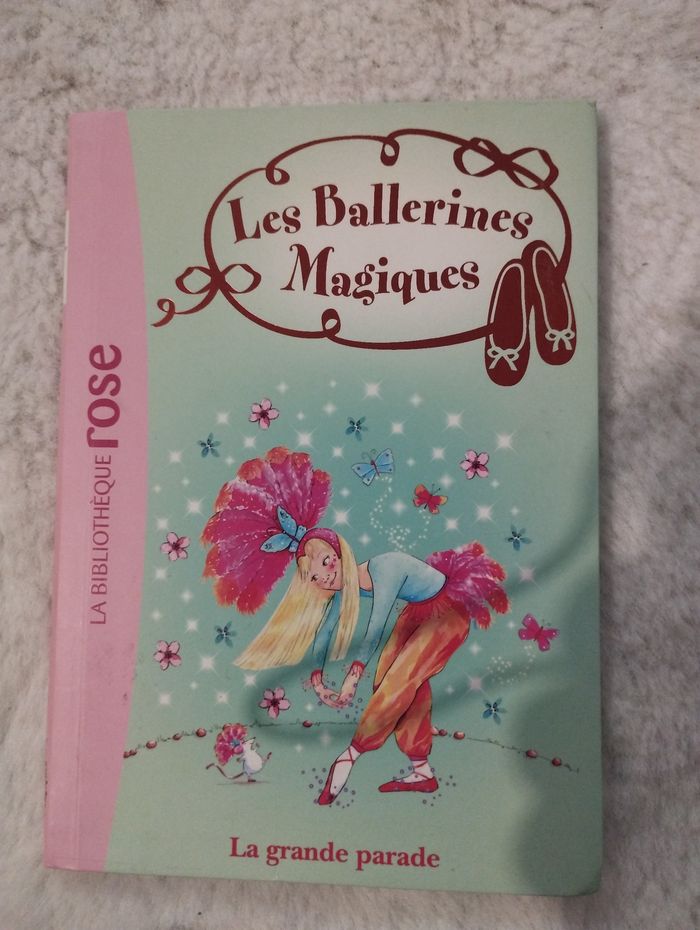 Les Ballerines
Magiques
LA BIBLIOTHÈQUE rose
La grande parade